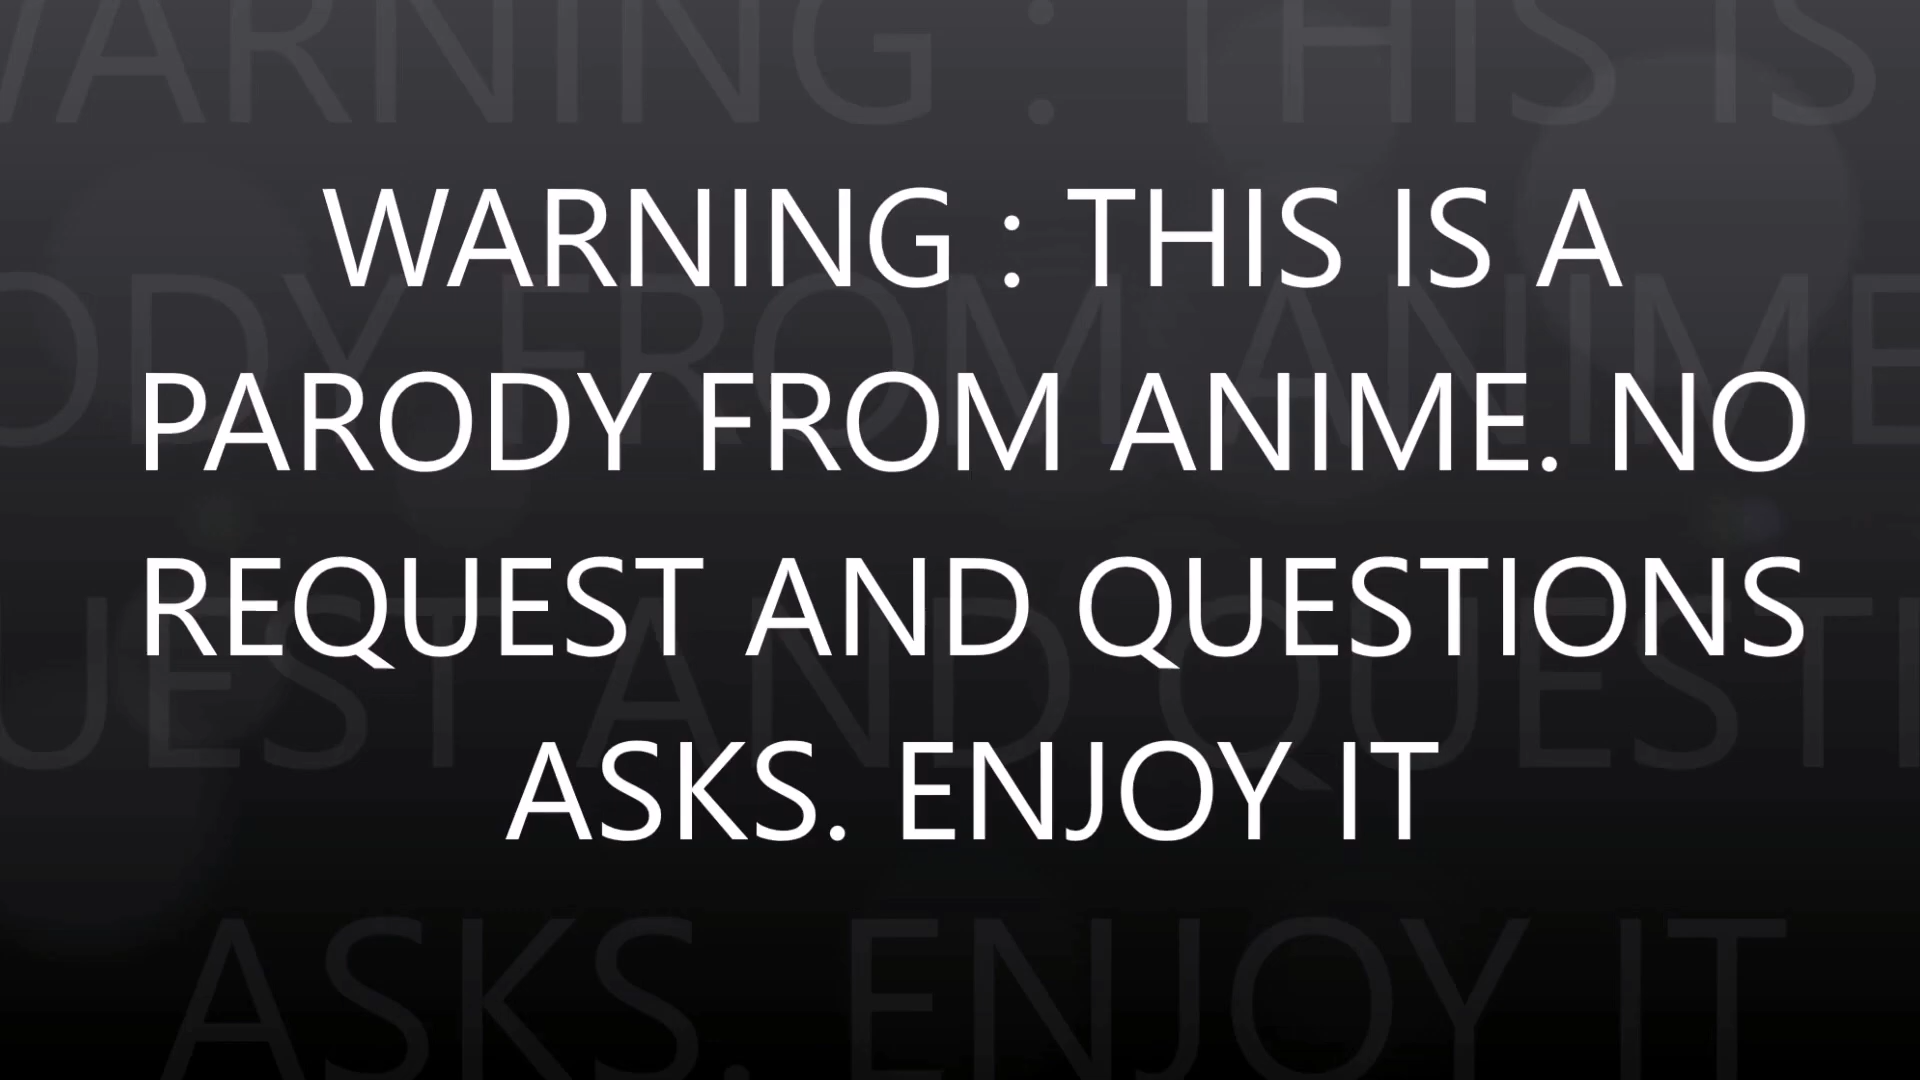 WARNING : THIS IS A
PARODY FROM ANIME. NO
REQUEST AND QUESTIONS
ASKS. ENJOY IT